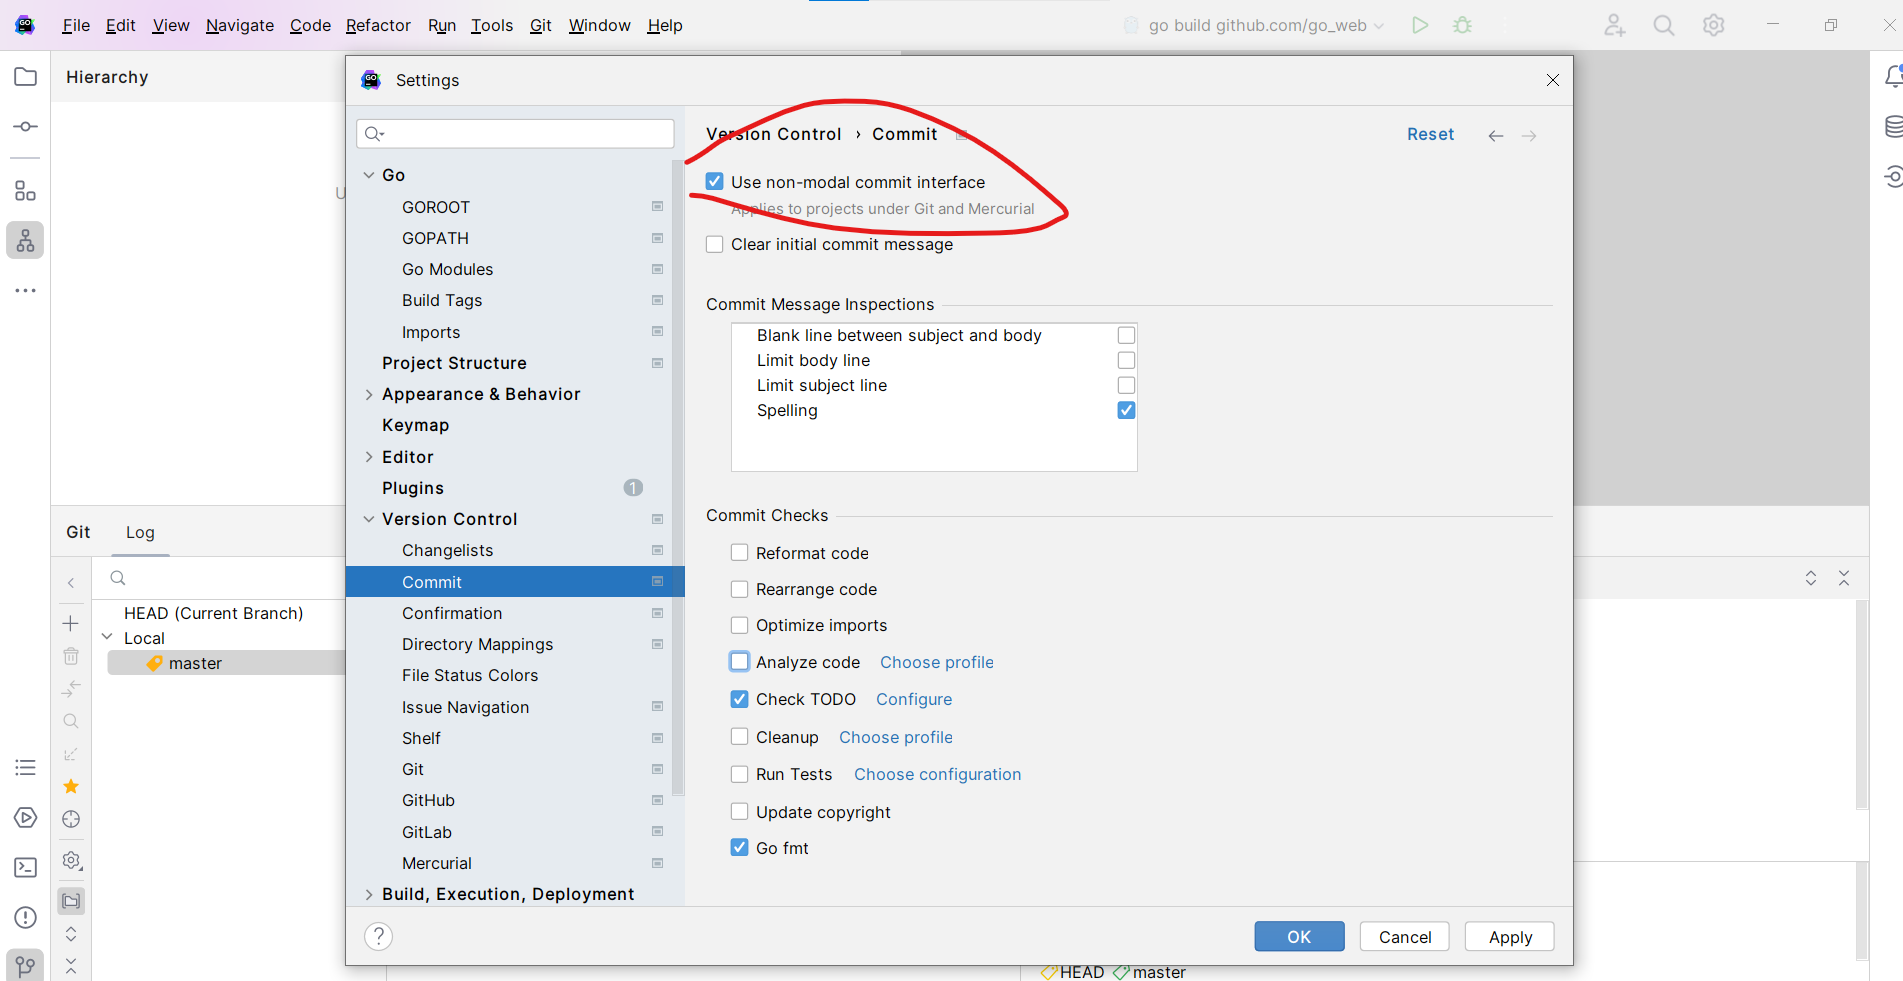 File Edit View Navigate Code Refactor Run Tools Git Window Help
go build github.com/go_web
Hierarchy
Settings
Version Control › Commit
Reset
Use non-modal commit interface
Applies to projects under Git and Mercurial
Clear initial commit message
Commit Message Inspections
Blank line between subject and body
Limit body line
Limit subject line
Spelling
Commit Checks
Reformat code
Rearrange code
Optimize imports
Analyze code Choose profile
Check TODO Configure
Cleanup Choose profile
Run Tests Choose configuration
Update copyright
Go fmt
Go
GOROOT
GOPATH
Go Modules
Build Tags
Imports
Project Structure
Appearance & Behavior
Keymap
Editor
Plugins 1
Version Control
Changelists
Commit
Confirmation
Directory Mappings
File Status Colors
Issue Navigation
Shelf
Git
GitHub
GitLab
Mercurial
Build, Execution, Deployment
? OK Cancel Apply
Git Log
HEAD (Current Branch)
Local
master
HEAD master